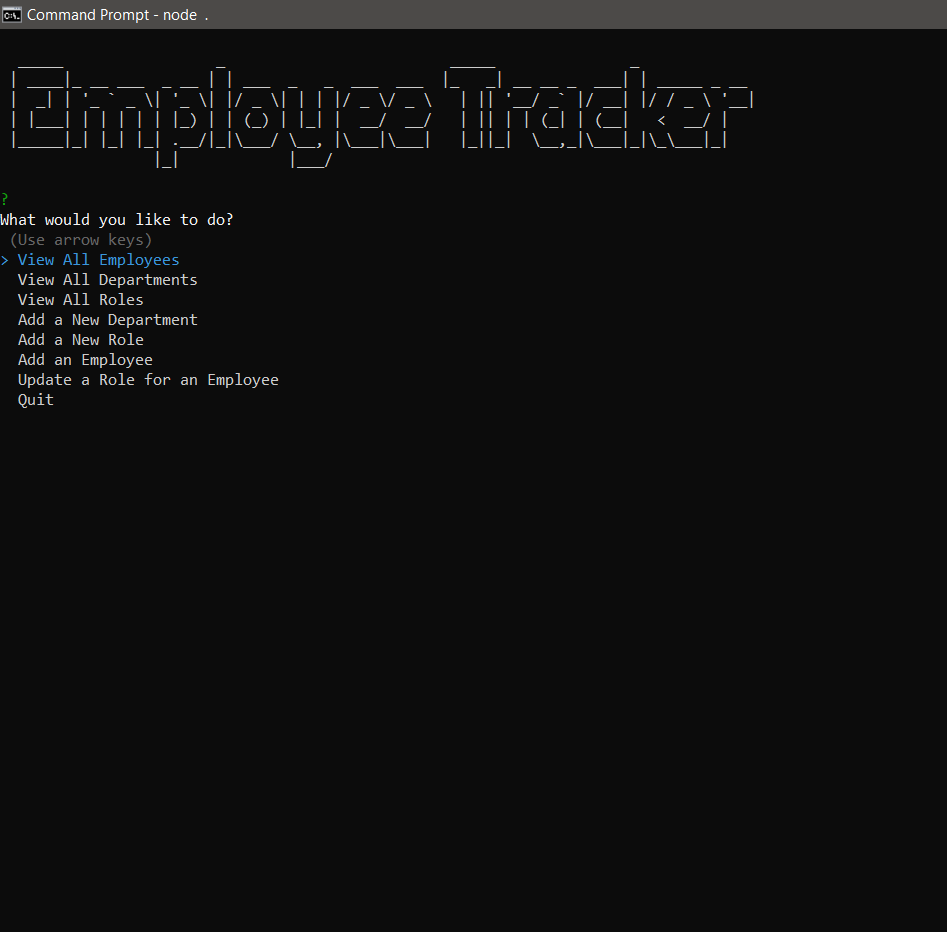 Command Prompt - node .
Employee Tracker
?
What would you like to do?
(Use arrow keys)
> View All Employees
View All Departments
View All Roles
Add a New Department
Add a New Role
Add an Employee
Update a Role for an Employee
Quit